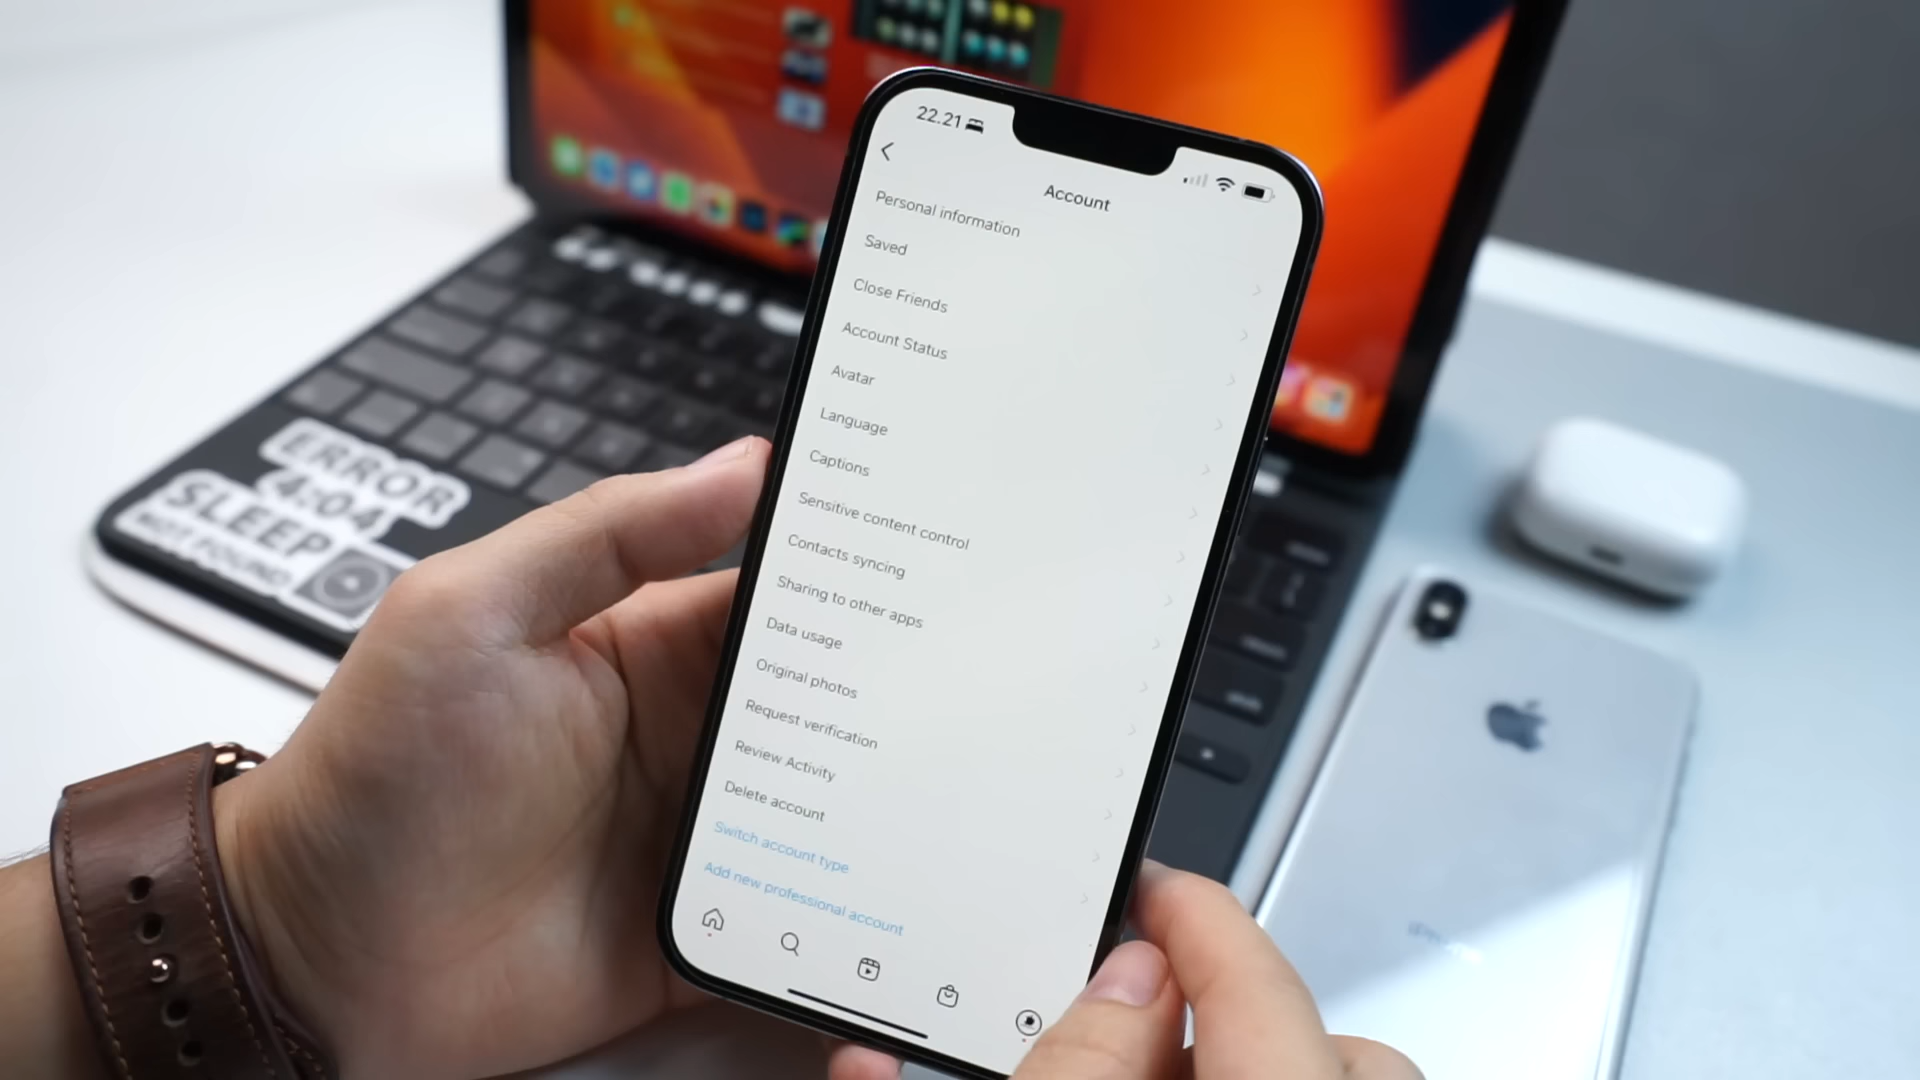 22.21
Account
Personal information
Saved
Close Friends
Account Status
Avatar
Language
Captions
Sensitive content control
Contacts syncing
Sharing to other apps
Data usage
Original photos
Request verification
Review Activity
Delete account
Switch account type
Add new professional account
ERROR
4:04
SLEEP
NOT FOUND